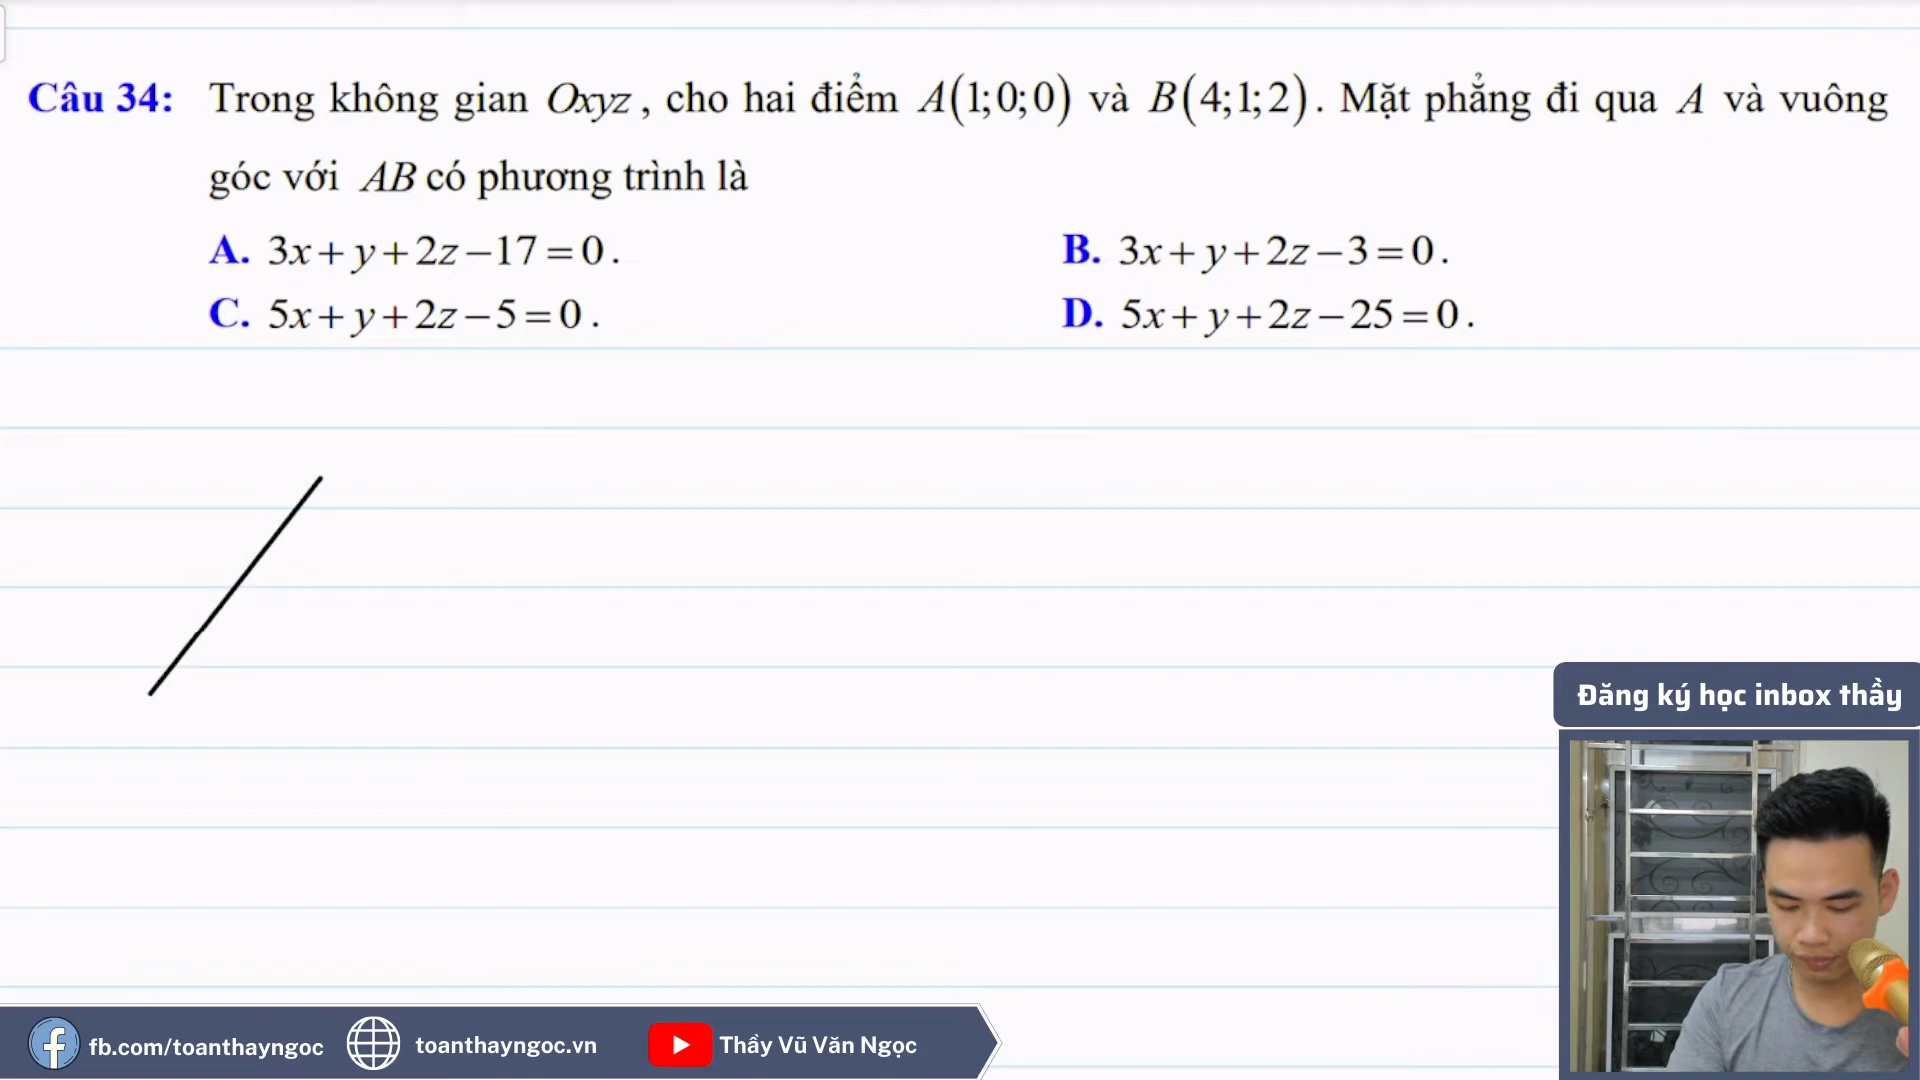 Câu 34: Trong không gian Oxyz, cho hai điểm A(1;0;0) và B(4;1;2). Mặt phẳng đi qua A và vuông
góc với AB có phương trình là
A. 3x+y+2z−17=0. B. 3x+y+2z−3=0.
C. 5x+y+2z−5=0. D. 5x+y+2z−25=0.
Đăng ký học inbox thầy
fb.com/toanthayngoc toanthayngoc.vn Thầy Vũ Văn Ngọc